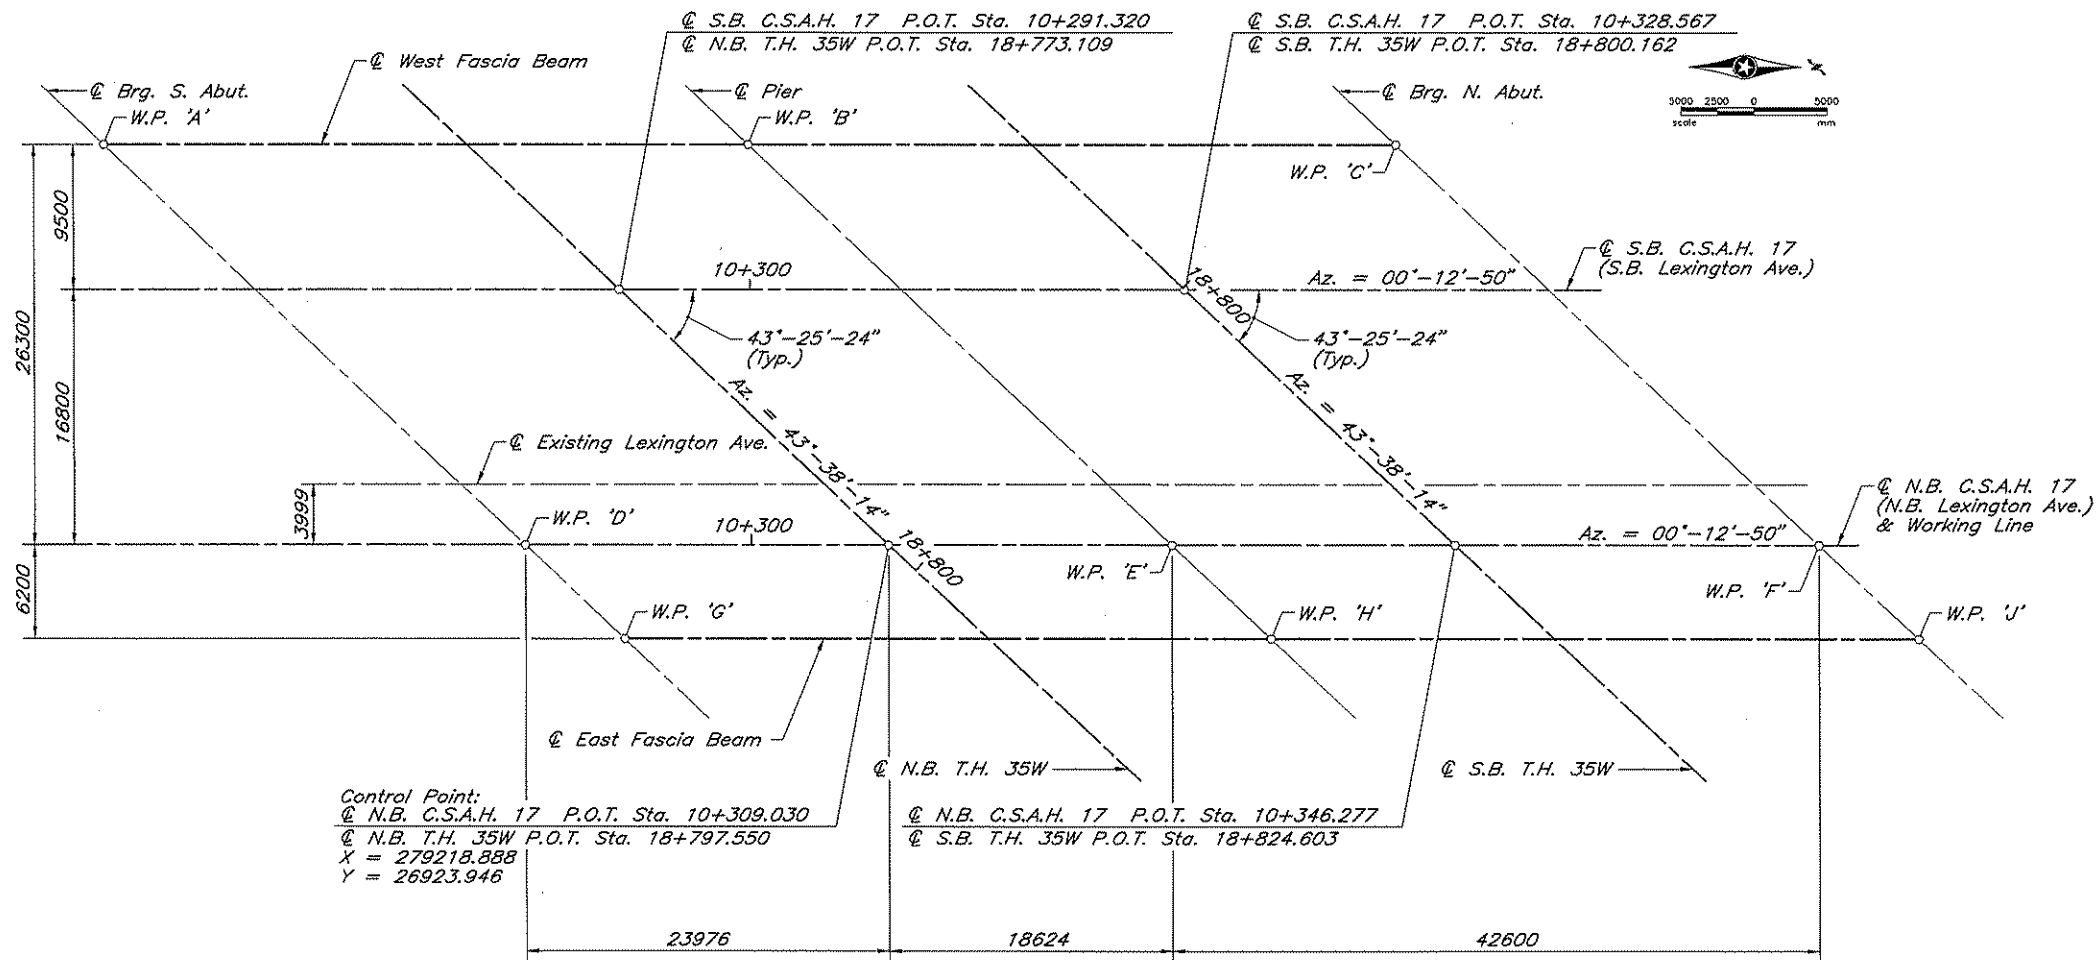 ℄ S.B. C.S.A.H. 17 P.O.T. Sta. 10+291.320
℄ N.B. T.H. 35W P.O.T. Sta. 18+773.109
℄ S.B. C.S.A.H. 17 P.O.T. Sta. 10+328.567
℄ S.B. T.H. 35W P.O.T. Sta. 18+800.162
℄ West Fascia Beam
℄ Brg. S. Abut.
W.P. 'A'
℄ Pier
W.P. 'B'
℄ Brg. N. Abut.
W.P. 'C'
5000 2500 0 5000
scale mm
9500
26300
16800
10+300
43°-25'-24"
(Typ.)
18+800
Az. = 00°-12'-50"
43°-25'-24"
(Typ.)
℄ S.B. C.S.A.H. 17
(S.B. Lexington Ave.)
Az. = 43°-38'-14"
Az. = 43°-38'-14"
℄ Existing Lexington Ave.
3999
W.P. 'D'
10+300
18+800
W.P. 'E'
Az. = 00°-12'-50"
℄ N.B. C.S.A.H. 17
(N.B. Lexington Ave.)
& Working Line
W.P. 'F'
6200
W.P. 'G'
W.P. 'H'
W.P. 'J'
℄ East Fascia Beam
℄ N.B. T.H. 35W
℄ S.B. T.H. 35W
Control Point:
℄ N.B. C.S.A.H. 17 P.O.T. Sta. 10+309.030
℄ N.B. T.H. 35W P.O.T. Sta. 18+797.550
X = 279218.888
Y = 26923.946
℄ N.B. C.S.A.H. 17 P.O.T. Sta. 10+346.277
℄ S.B. T.H. 35W P.O.T. Sta. 18+824.603
23976
18624
42600